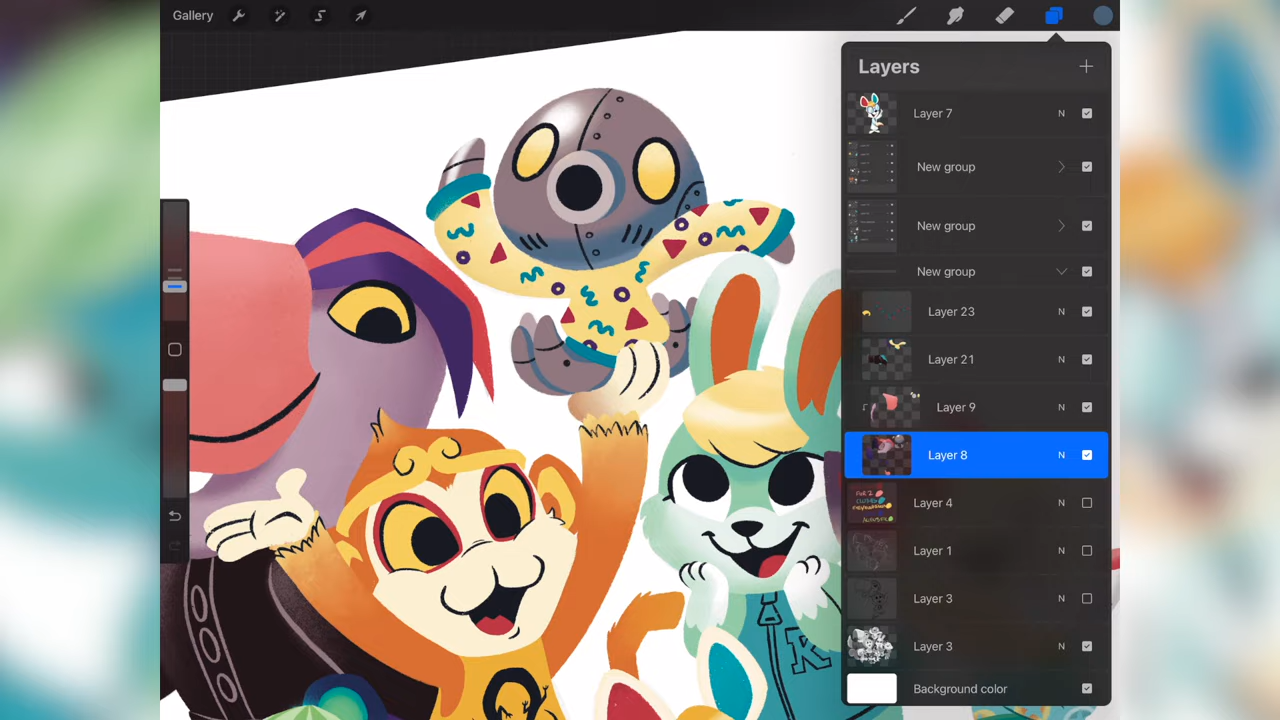 Gallery
Layers
Layer 7 N
New group
New group
New group
Layer 23 N
Layer 21 N
Layer 9 N
Layer 8 N
Layer 4 N
Layer 1 N
Layer 3 N
Layer 3 N
Background color
K